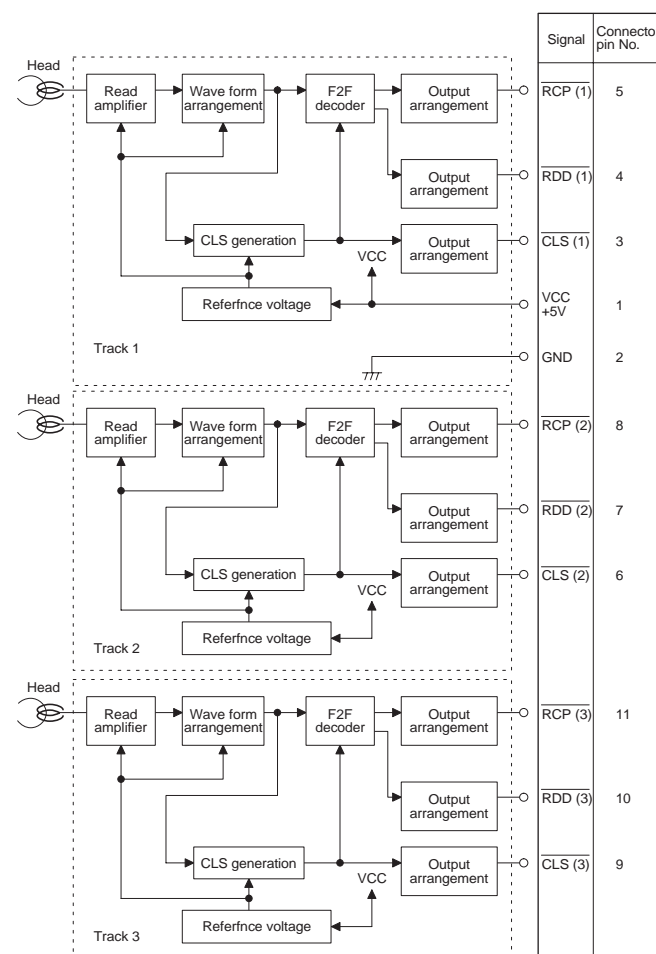 Signal
Connecto
pin No.
Head
Read
amplifier
Wave form
arrangement
F2F
decoder
Output
arrangement
RCP (1)
5
Output
arrangement
RDD (1)
4
CLS generation
Output
arrangement
CLS (1)
3
VCC
Referfnce voltage
VCC
+5V
1
Track 1
GND
2
Head
Read
amplifier
Wave form
arrangement
F2F
decoder
Output
arrangement
RCP (2)
8
Output
arrangement
RDD (2)
7
CLS generation
Output
arrangement
CLS (2)
6
VCC
Referfnce voltage
Track 2
Head
Read
amplifier
Wave form
arrangement
F2F
decoder
Output
arrangement
RCP (3)
11
Output
arrangement
RDD (3)
10
CLS generation
Output
arrangement
CLS (3)
9
VCC
Referfnce voltage
Track 3